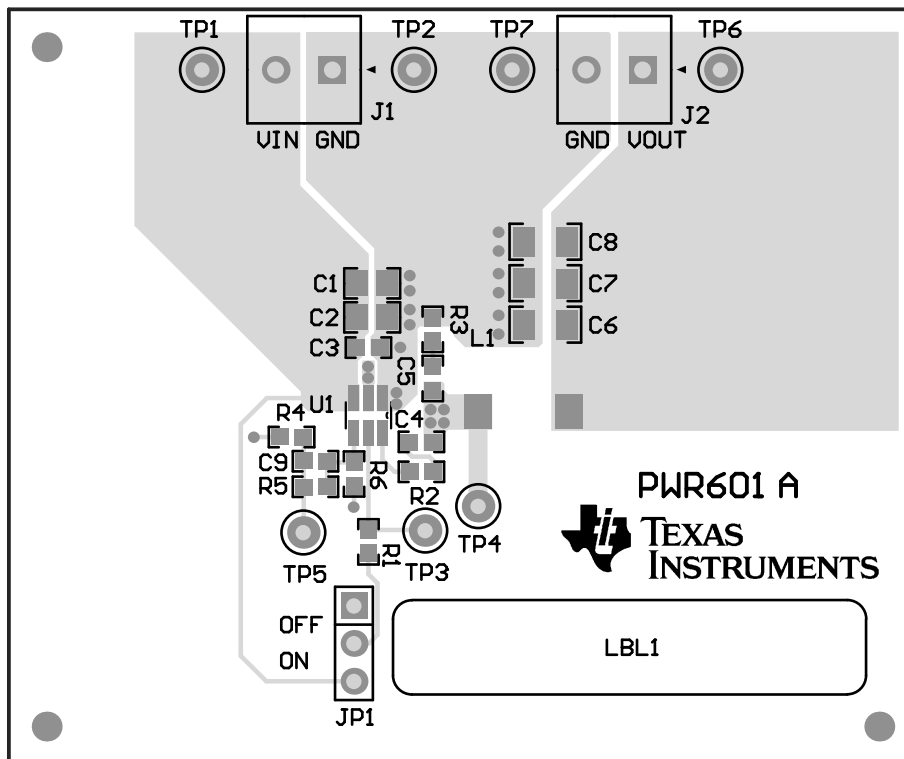 TP1 TP2 TP7 TP6
J1 J2
VIN GND GND VOUT
C8
C1 C7
C2 R3 C6
C3 L1
C5
U1
R4 C4
C9
R5 R6 R2
PWR601 A
TP5 R1 TP3 TP4
TEXAS
INSTRUMENTS
OFF
ON
LBL1
JP1